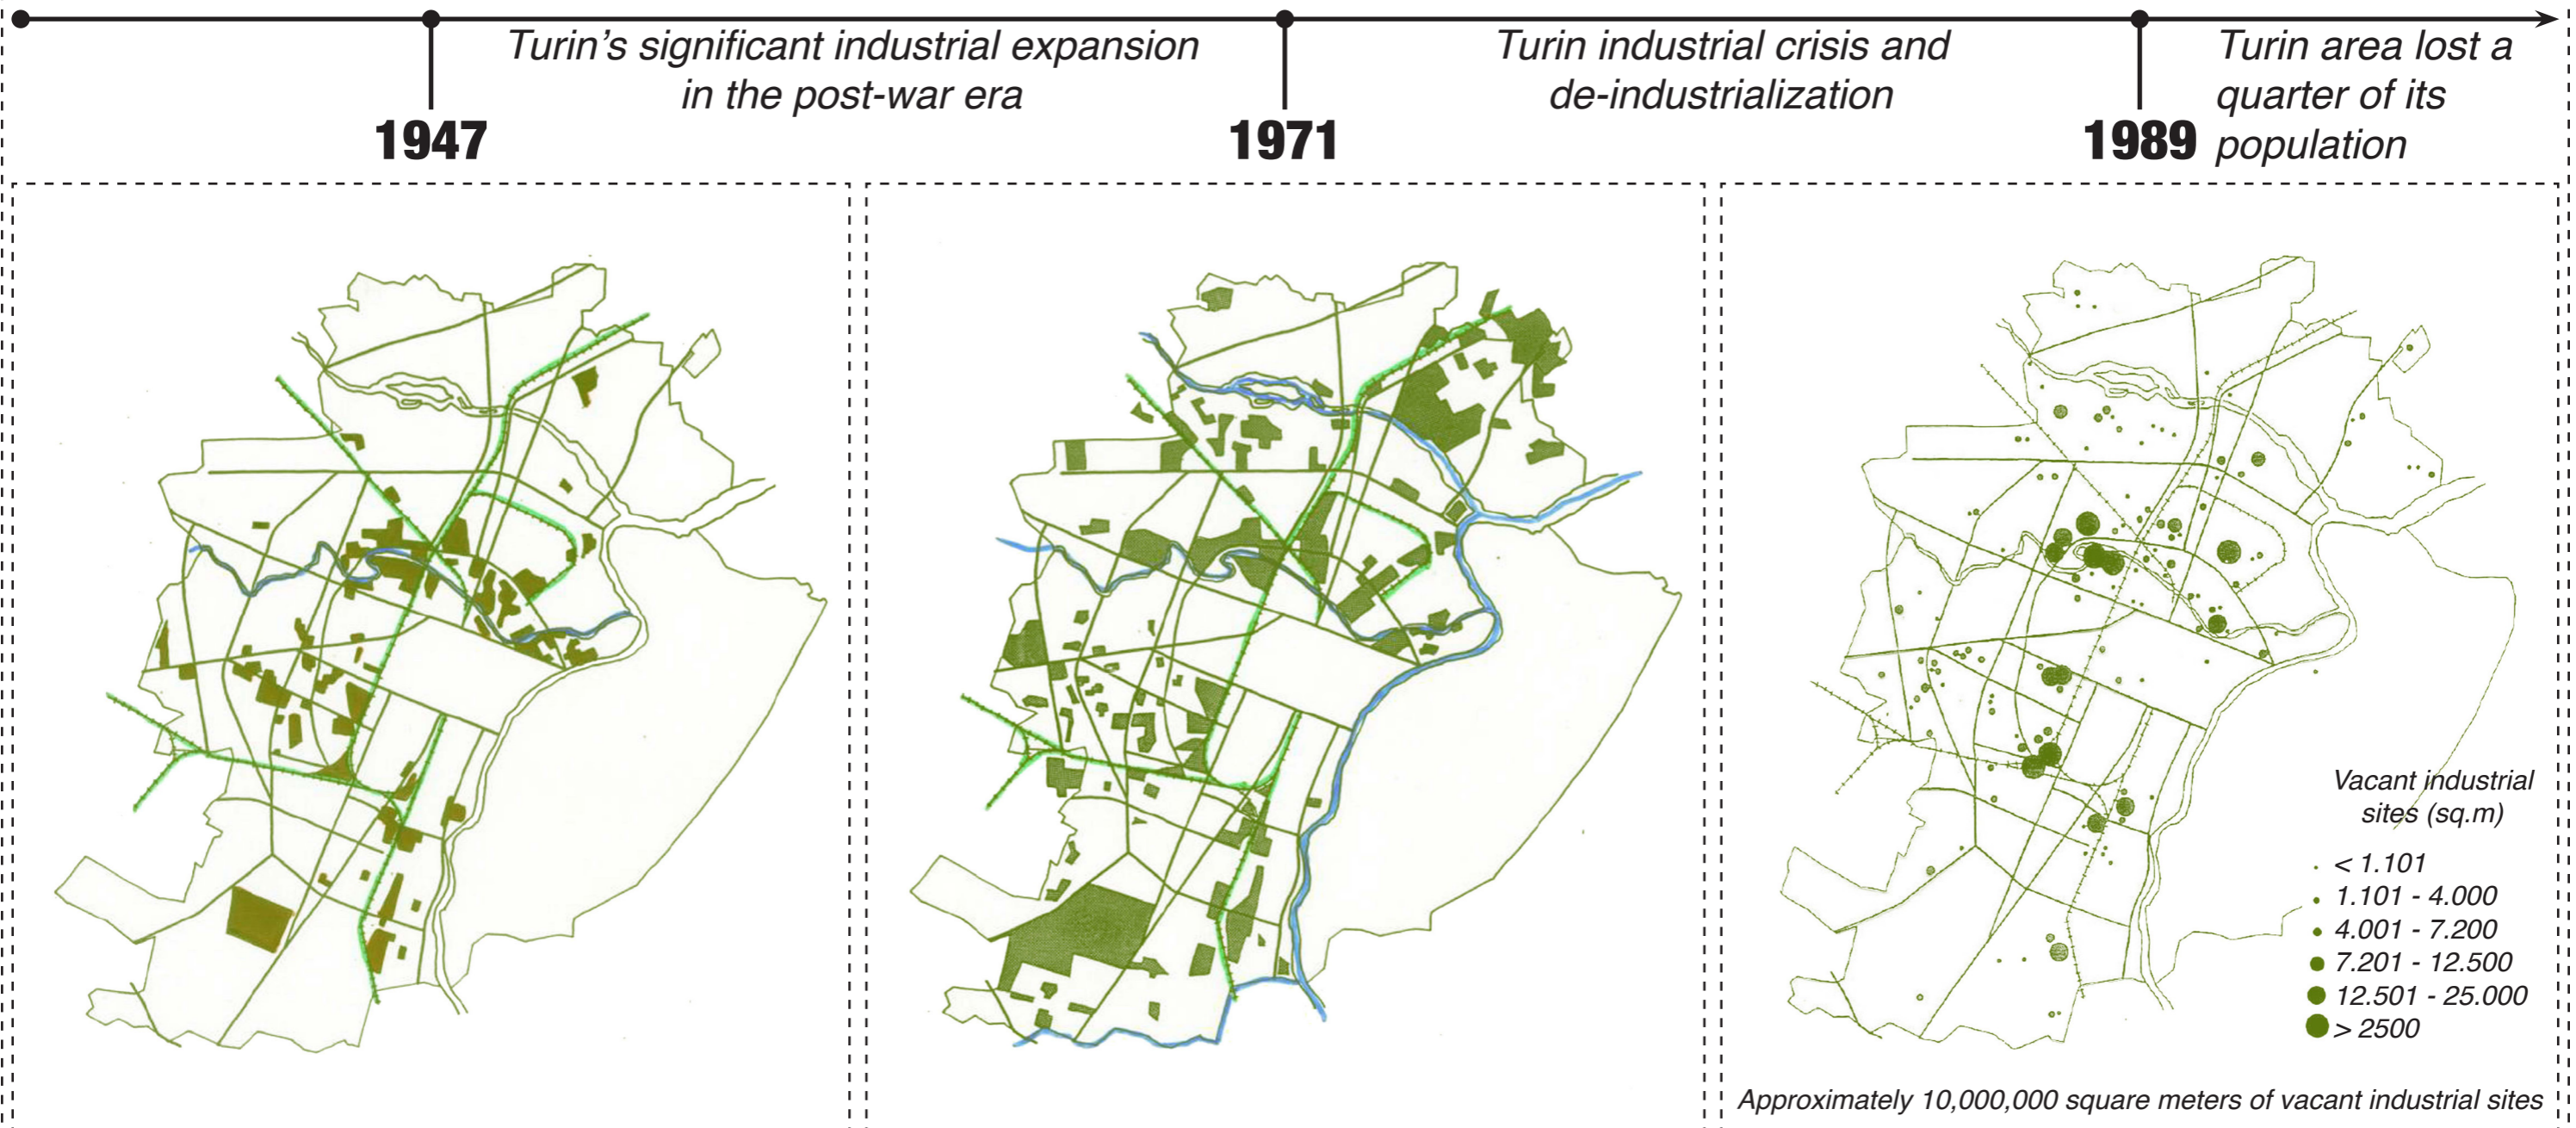 Turin’s significant industrial expansion
in the post-war era
Turin industrial crisis and
de-industrialization
Turin area lost a
quarter of its
population
1947
1971
1989
Vacant industrial
sites (sq.m)
< 1.101
1.101 - 4.000
4.001 - 7.200
7.201 - 12.500
12.501 - 25.000
> 2500
Approximately 10,000,000 square meters of vacant industrial sites